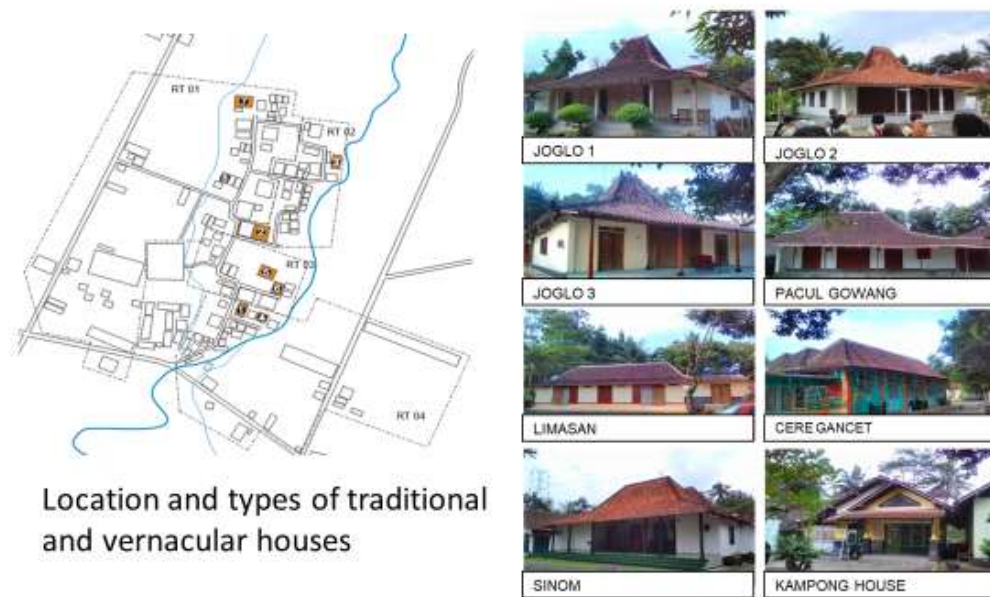 RT 01
RT 02
RT 03
RT 04
Location and types of traditional
and vernacular houses
JOGLO 1
JOGLO 2
JOGLO 3
PACUL GOWANG
LIMASAN
CERE GANCET
SINOM
KAMPONG HOUSE